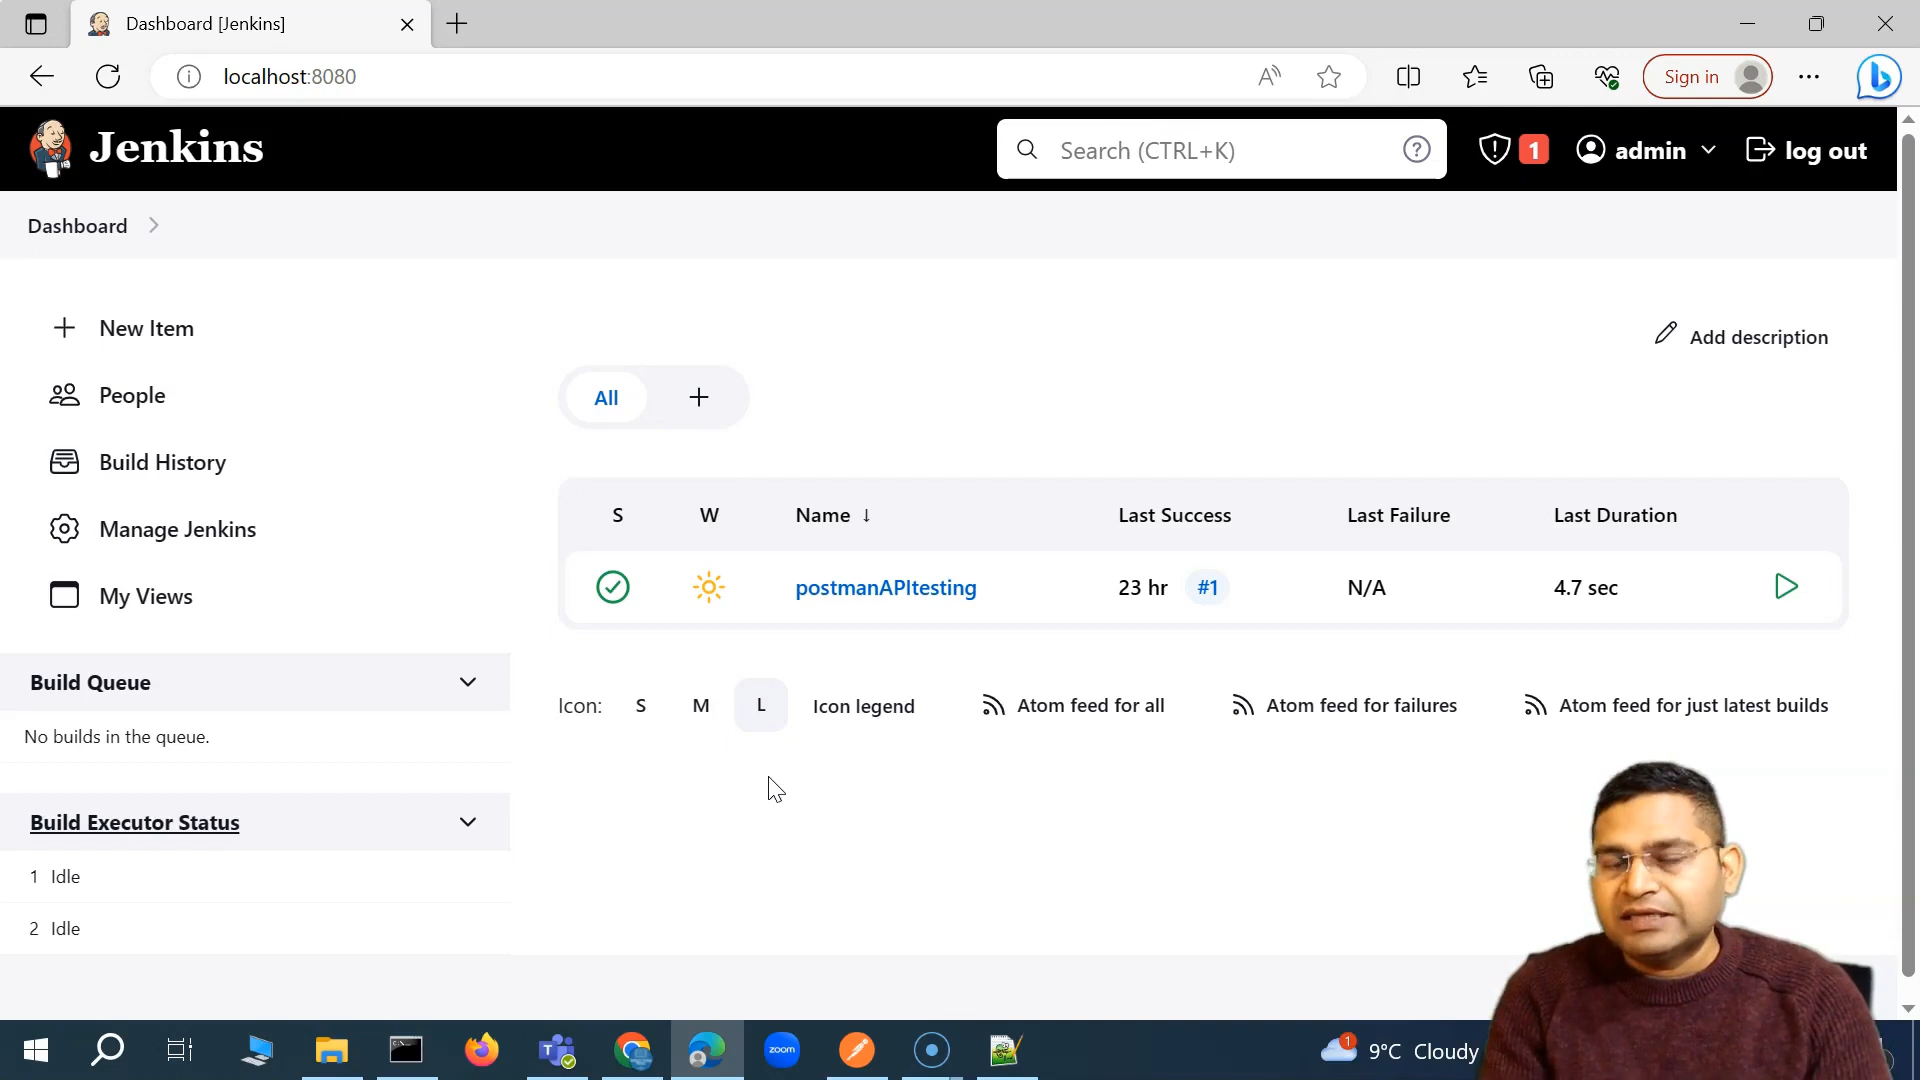 Dashboard [Jenkins]
localhost:8080
Sign in
Jenkins
Search (CTRL+K)
1
admin
log out
Dashboard
New Item
People
Build History
Manage Jenkins
My Views
Build Queue
No builds in the queue.
Build Executor Status
1 Idle
2 Idle
Add description
All
S W Name ↓ Last Success Last Failure Last Duration
postmanAPItesting 23 hr #1 N/A 4.7 sec
Icon: S M L Icon legend Atom feed for all Atom feed for failures Atom feed for just latest builds
zoom
1
9°C Cloudy